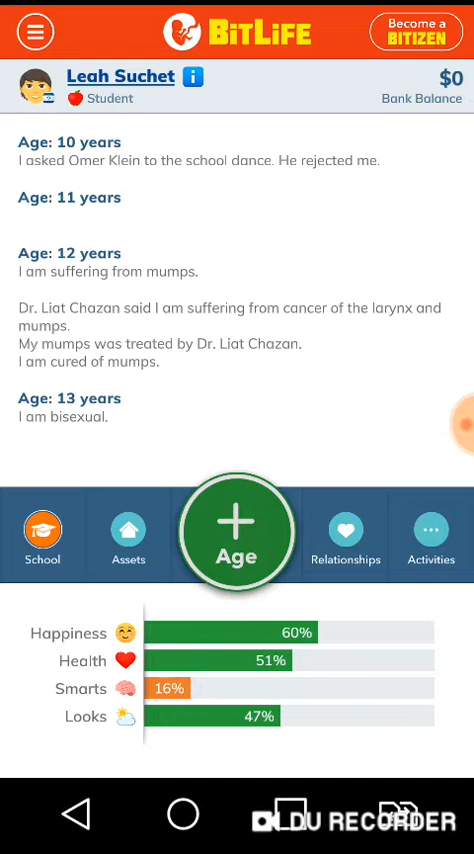 BITLIFE
Become a
BITIZEN
Leah Suchet
i
$0
Student
Bank Balance
Age: 10 years
I asked Omer Klein to the school dance. He rejected me.
Age: 11 years
Age: 12 years
I am suffering from mumps.
Dr. Liat Chazan said I am suffering from cancer of the larynx and
mumps.
My mumps was treated by Dr. Liat Chazan.
I am cured of mumps.
Age: 13 years
I am bisexual.
+
Age
School
Assets
Relationships
Activities
Happiness 60%
Health 51%
Smarts 16%
Looks 47%
DU RECORDER